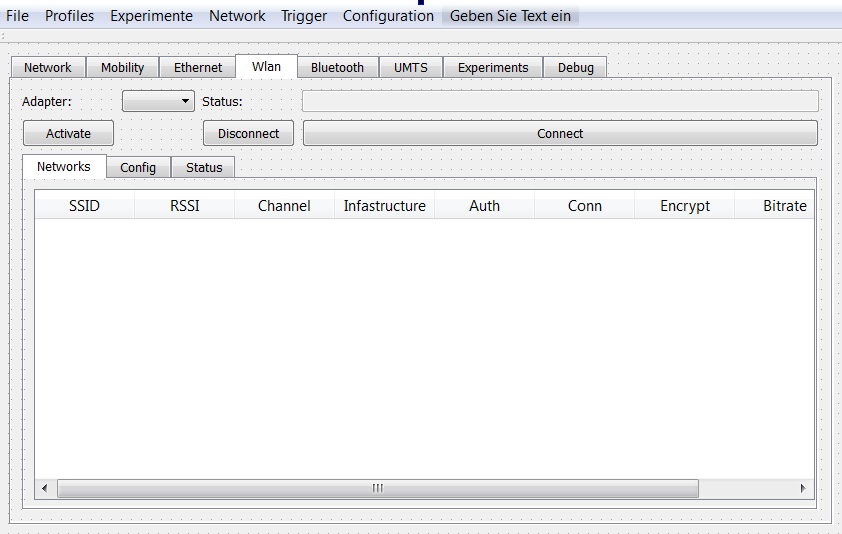 File Profiles Experimente Network Trigger Configuration Geben Sie Text ein
Network Mobility Ethernet Wlan Bluetooth UMTS Experiments Debug
Adapter: Status:
Activate Disconnect Connect
Networks Config Status
SSID RSSI Channel Infastructure Auth Conn Encrypt Bitrate